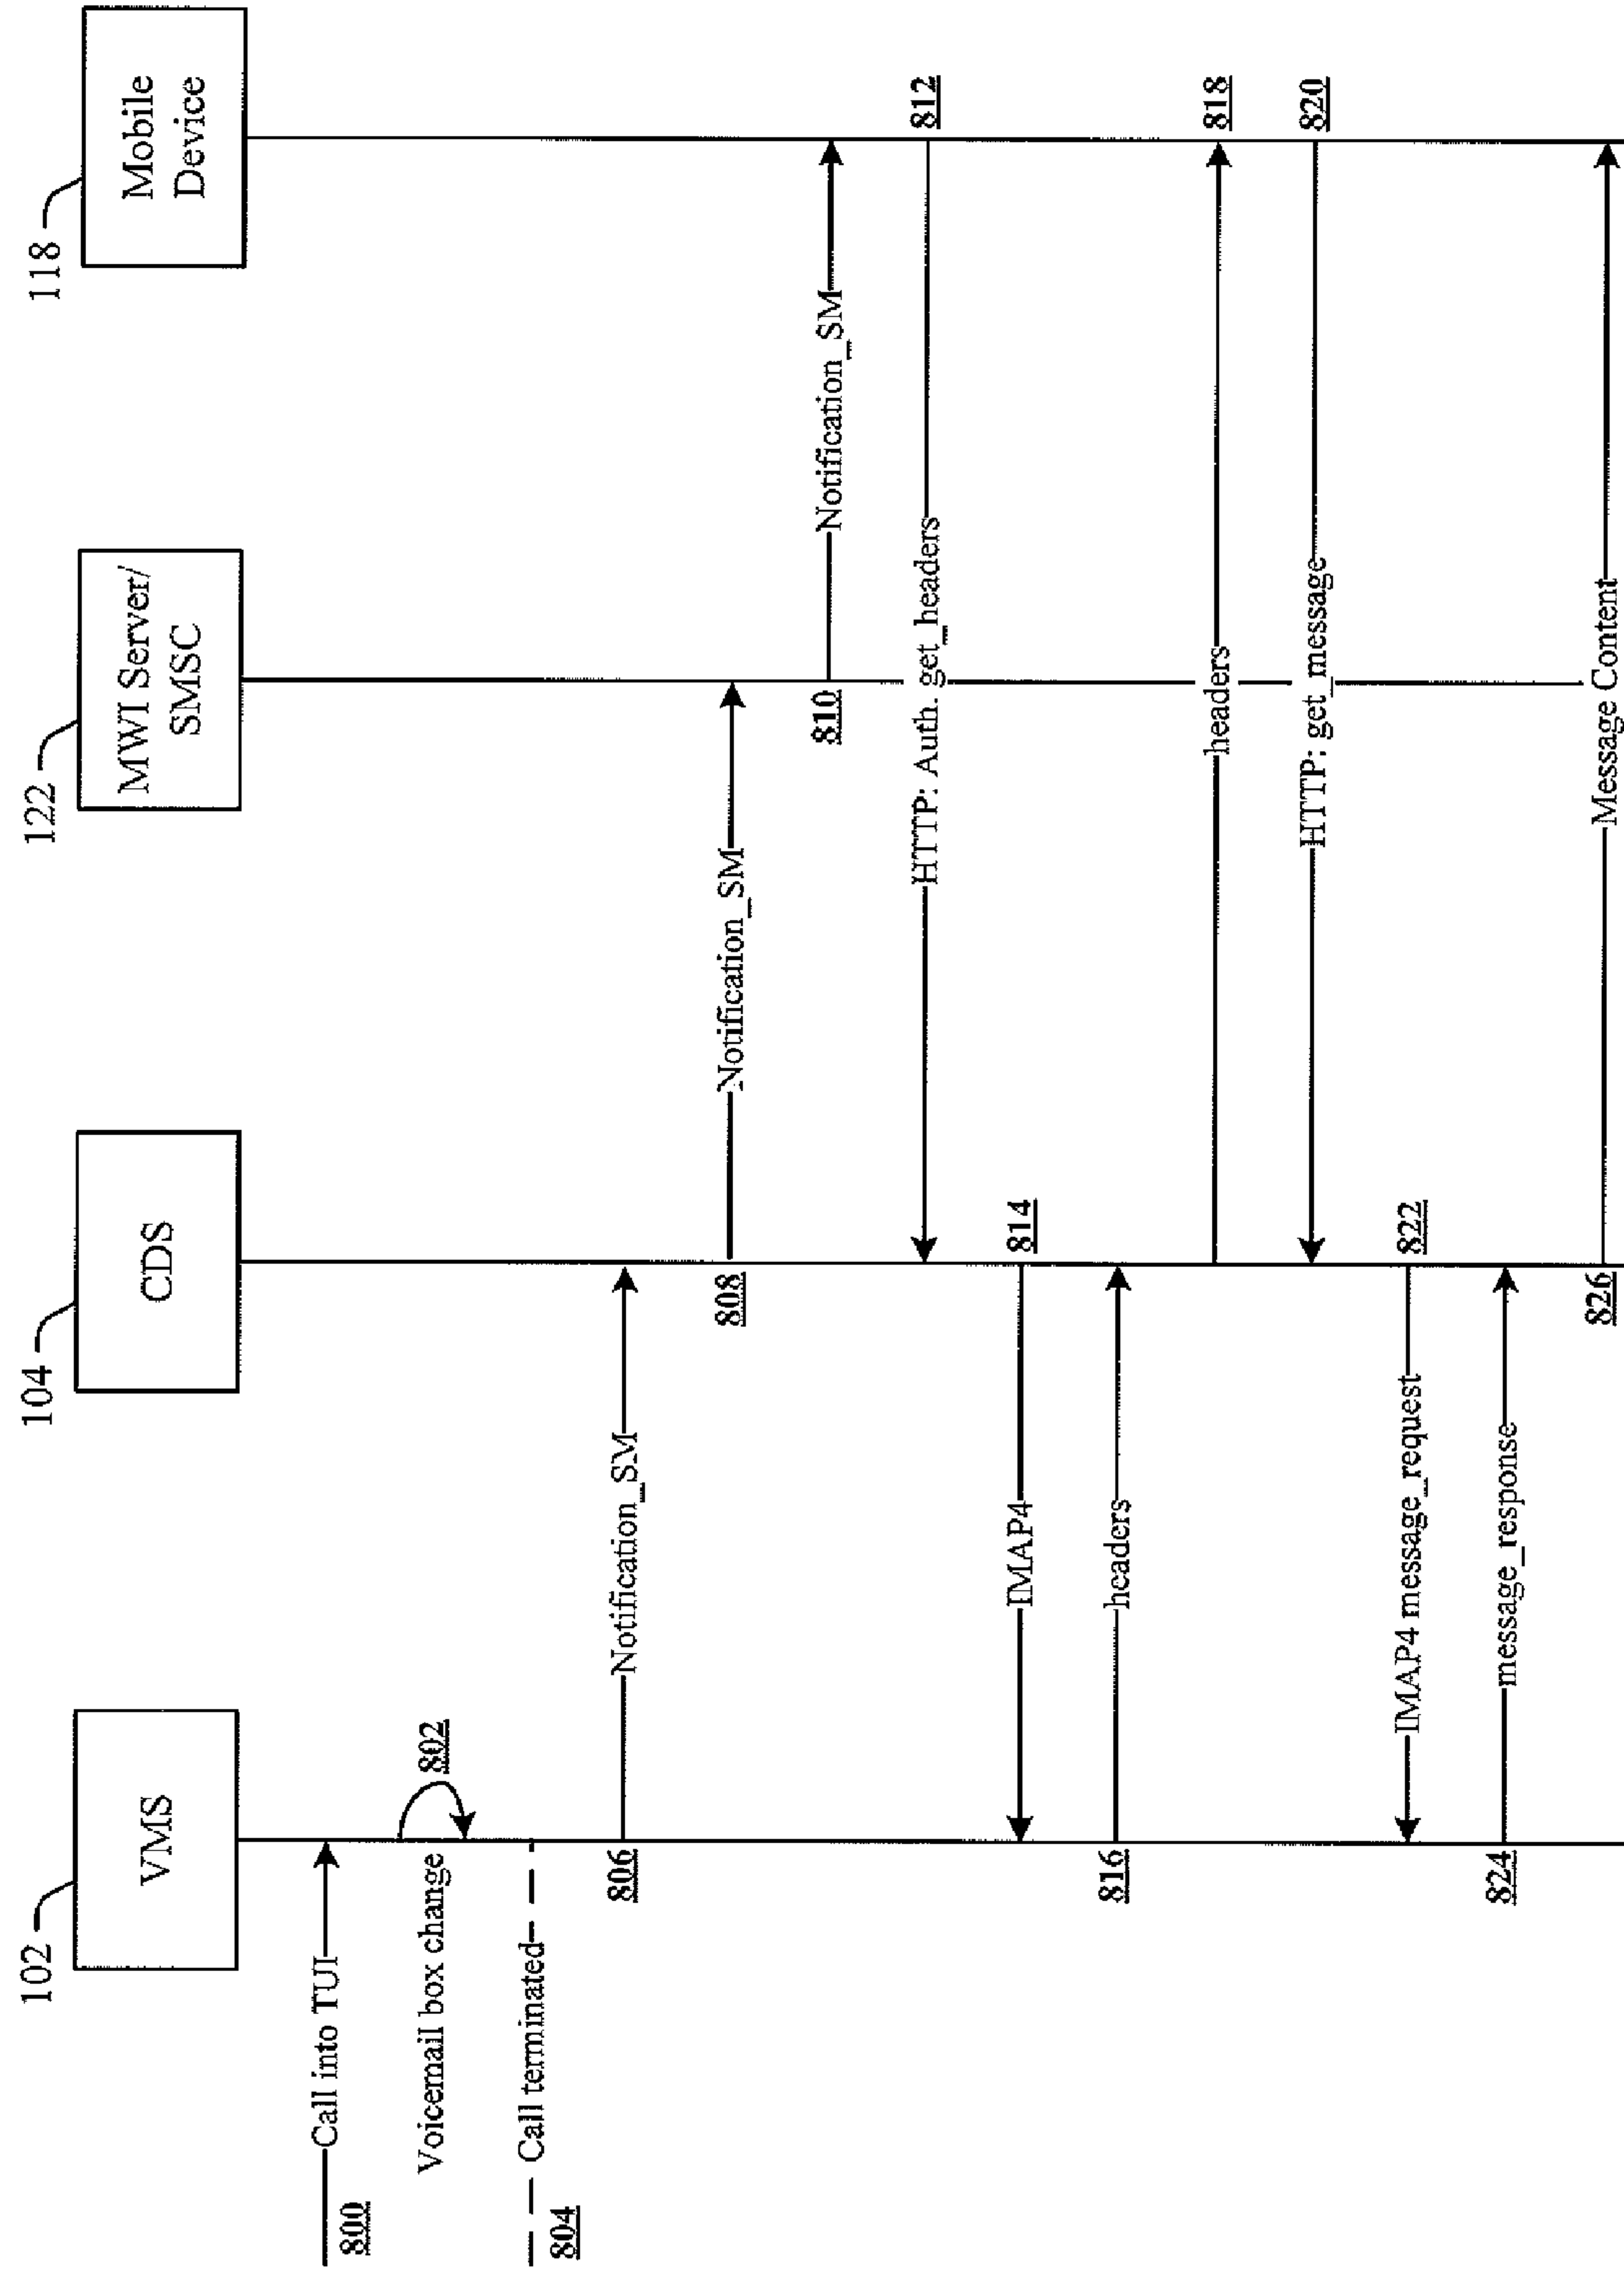 102
VMS
104
CDS
122
MWI Server/
SMSC
118
Mobile
Device
Call into TUI
800
Voicemail box change
802
Call terminated
804
Notification_SM
806
Notification_SM
808
Notification_SM
810
HTTP: Auth. get_headers
812
IMAP4
814
headers
816
headers
818
HTTP: get_message
820
IMAP4 message_request
822
message_response
824
Message Content
826